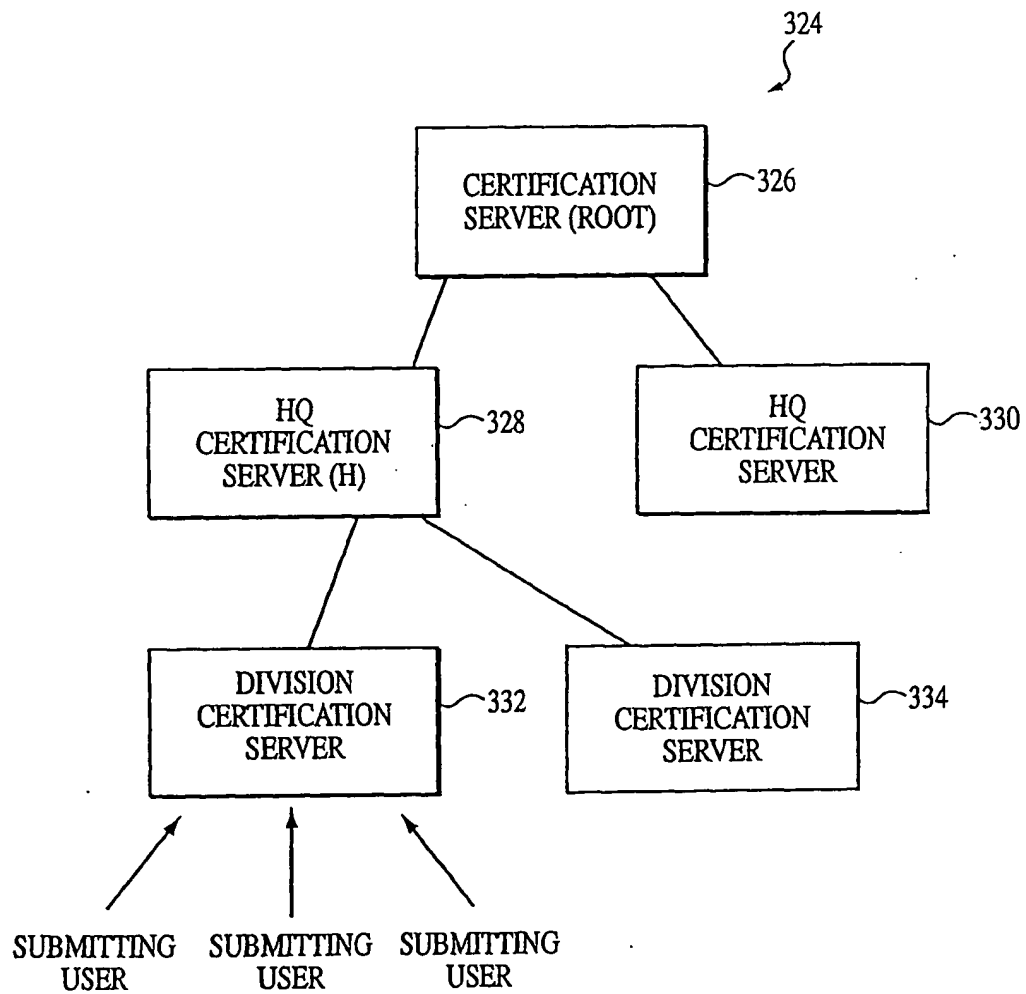 324
CERTIFICATION
SERVER (ROOT)
326
HQ
CERTIFICATION
SERVER (H)
328
HQ
CERTIFICATION
SERVER
330
DIVISION
CERTIFICATION
SERVER
332
DIVISION
CERTIFICATION
SERVER
334
SUBMITTING
USER
SUBMITTING
USER
SUBMITTING
USER